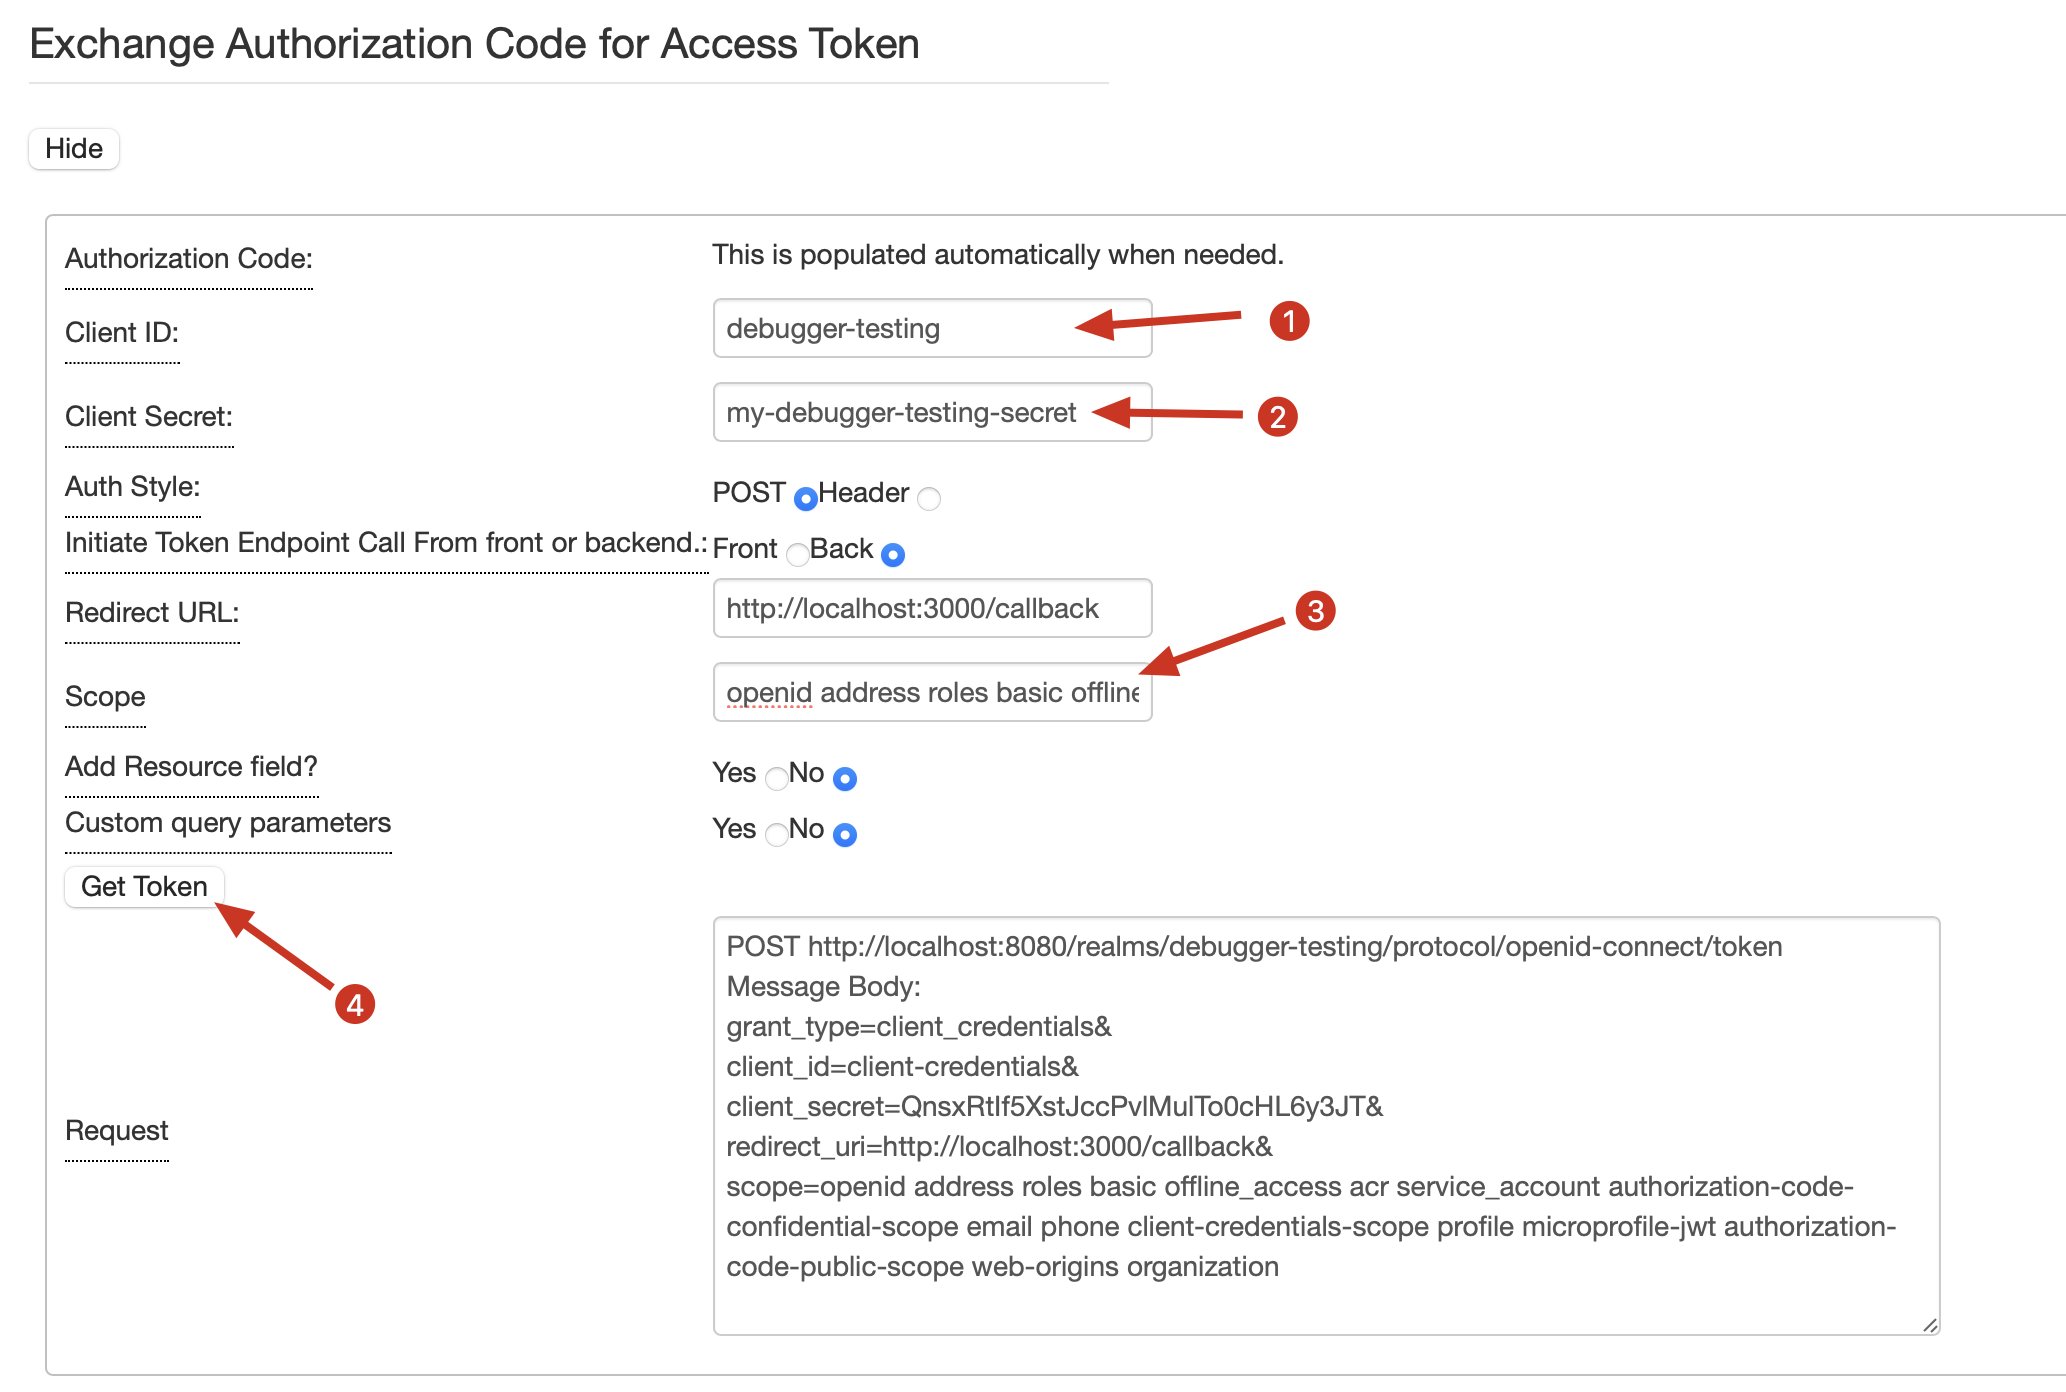 Exchange Authorization Code for Access Token
Hide
Authorization Code: This is populated automatically when needed.
Client ID: debugger-testing 1
Client Secret: my-debugger-testing-secret 2
Auth Style: POST Header
Initiate Token Endpoint Call From front or backend.: Front Back
Redirect URL: http://localhost:3000/callback 3
Scope openid address roles basic offline
Add Resource field? Yes No
Custom query parameters Yes No
Get Token
4
Request
POST http://localhost:8080/realms/debugger-testing/protocol/openid-connect/token
Message Body:
grant_type=client_credentials&
client_id=client-credentials&
client_secret=QnsxRtIf5XstJccPvlMulTo0cHL6y3JT&
redirect_uri=http://localhost:3000/callback&
scope=openid address roles basic offline_access acr service_account authorization-code-
confidential-scope email phone client-credentials-scope profile microprofile-jwt authorization-
code-public-scope web-origins organization